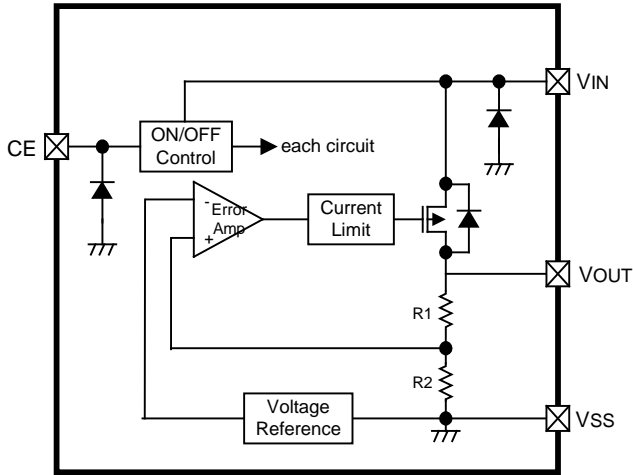 VIN
CE
ON/OFF
Control
each circuit
-
Error
Amp
+
Current
Limit
VOUT
R1
R2
Voltage
Reference
VSS